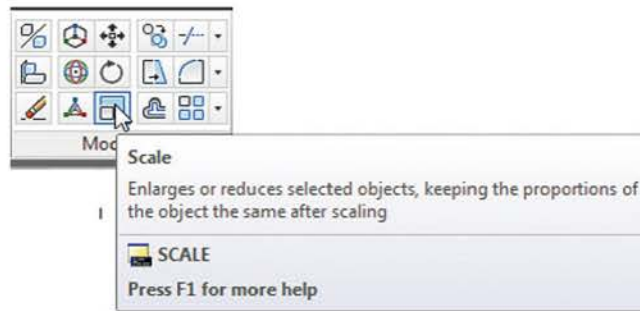 Mod
Scale
Enlarges or reduces selected objects, keeping the proportions of
the object the same after scaling
SCALE
Press F1 for more help